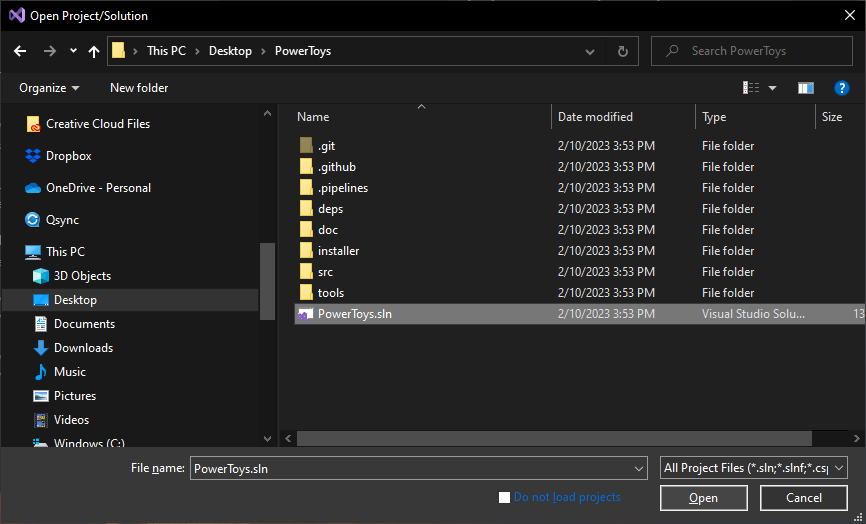 Open Project/Solution
This PC Desktop PowerToys
Search PowerToys
Organize New folder
?
Creative Cloud Files
Dropbox
OneDrive - Personal
Qsync
This PC
3D Objects
Desktop
Documents
Downloads
Music
Pictures
Videos
Windows (C:)
Name Date modified Type Size
.git 2/10/2023 3:53 PM File folder
.github 2/10/2023 3:53 PM File folder
.pipelines 2/10/2023 3:53 PM File folder
deps 2/10/2023 3:53 PM File folder
doc 2/10/2023 3:53 PM File folder
installer 2/10/2023 3:53 PM File folder
src 2/10/2023 3:53 PM File folder
tools 2/10/2023 3:53 PM File folder
PowerToys.sln 2/10/2023 3:53 PM Visual Studio Solu... 13
File name: PowerToys.sln All Project Files (*.sln;*.slnf;*.csp
Do not load projects
Open Cancel